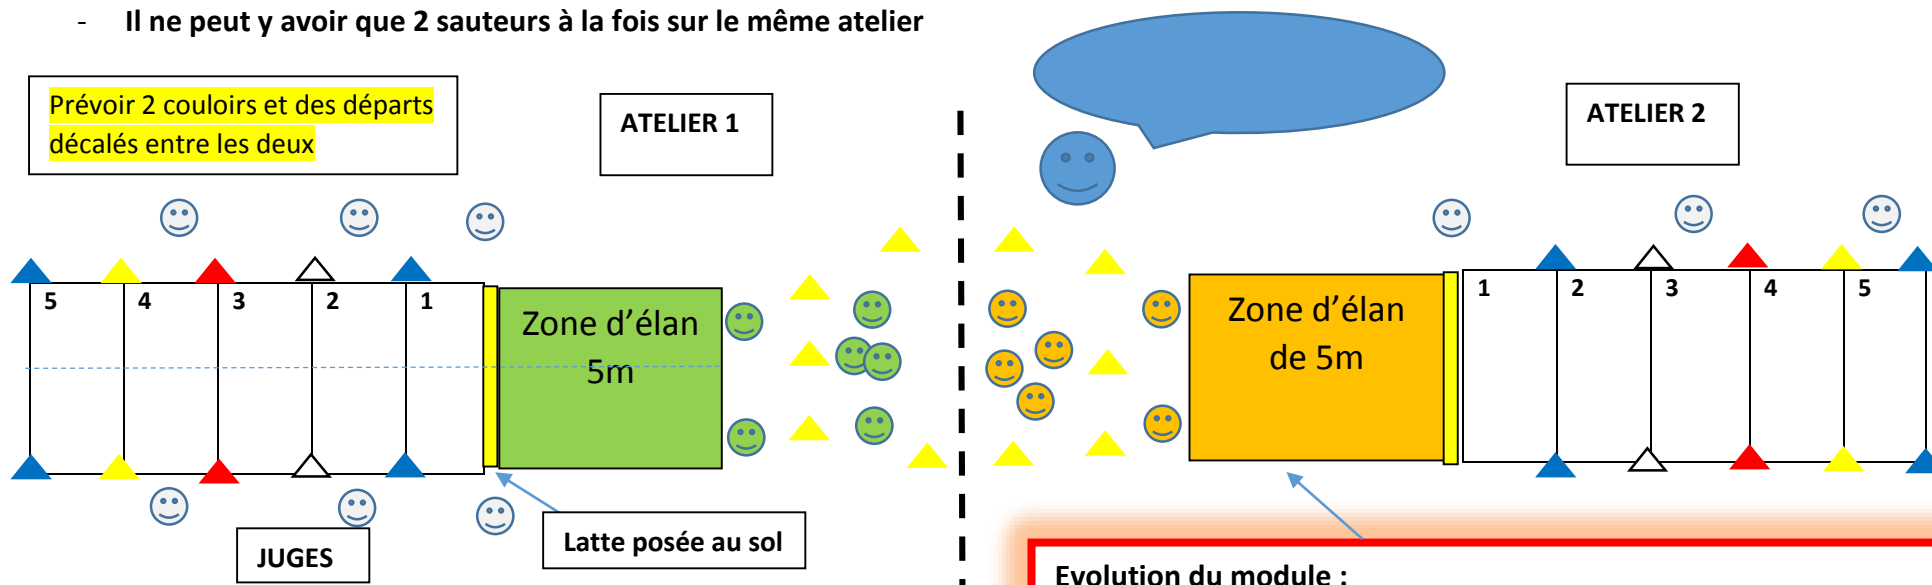 - Il ne peut y avoir que 2 sauteurs à la fois sur le même atelier
Prévoir 2 couloirs et des départs
décalés entre les deux
ATELIER 1
ATELIER 2
5 4 3 2 1
Zone d’élan
5m
Zone d’élan
de 5m
1 2 3 4 5
JUGES
Latte posée au sol
Evolution du module :